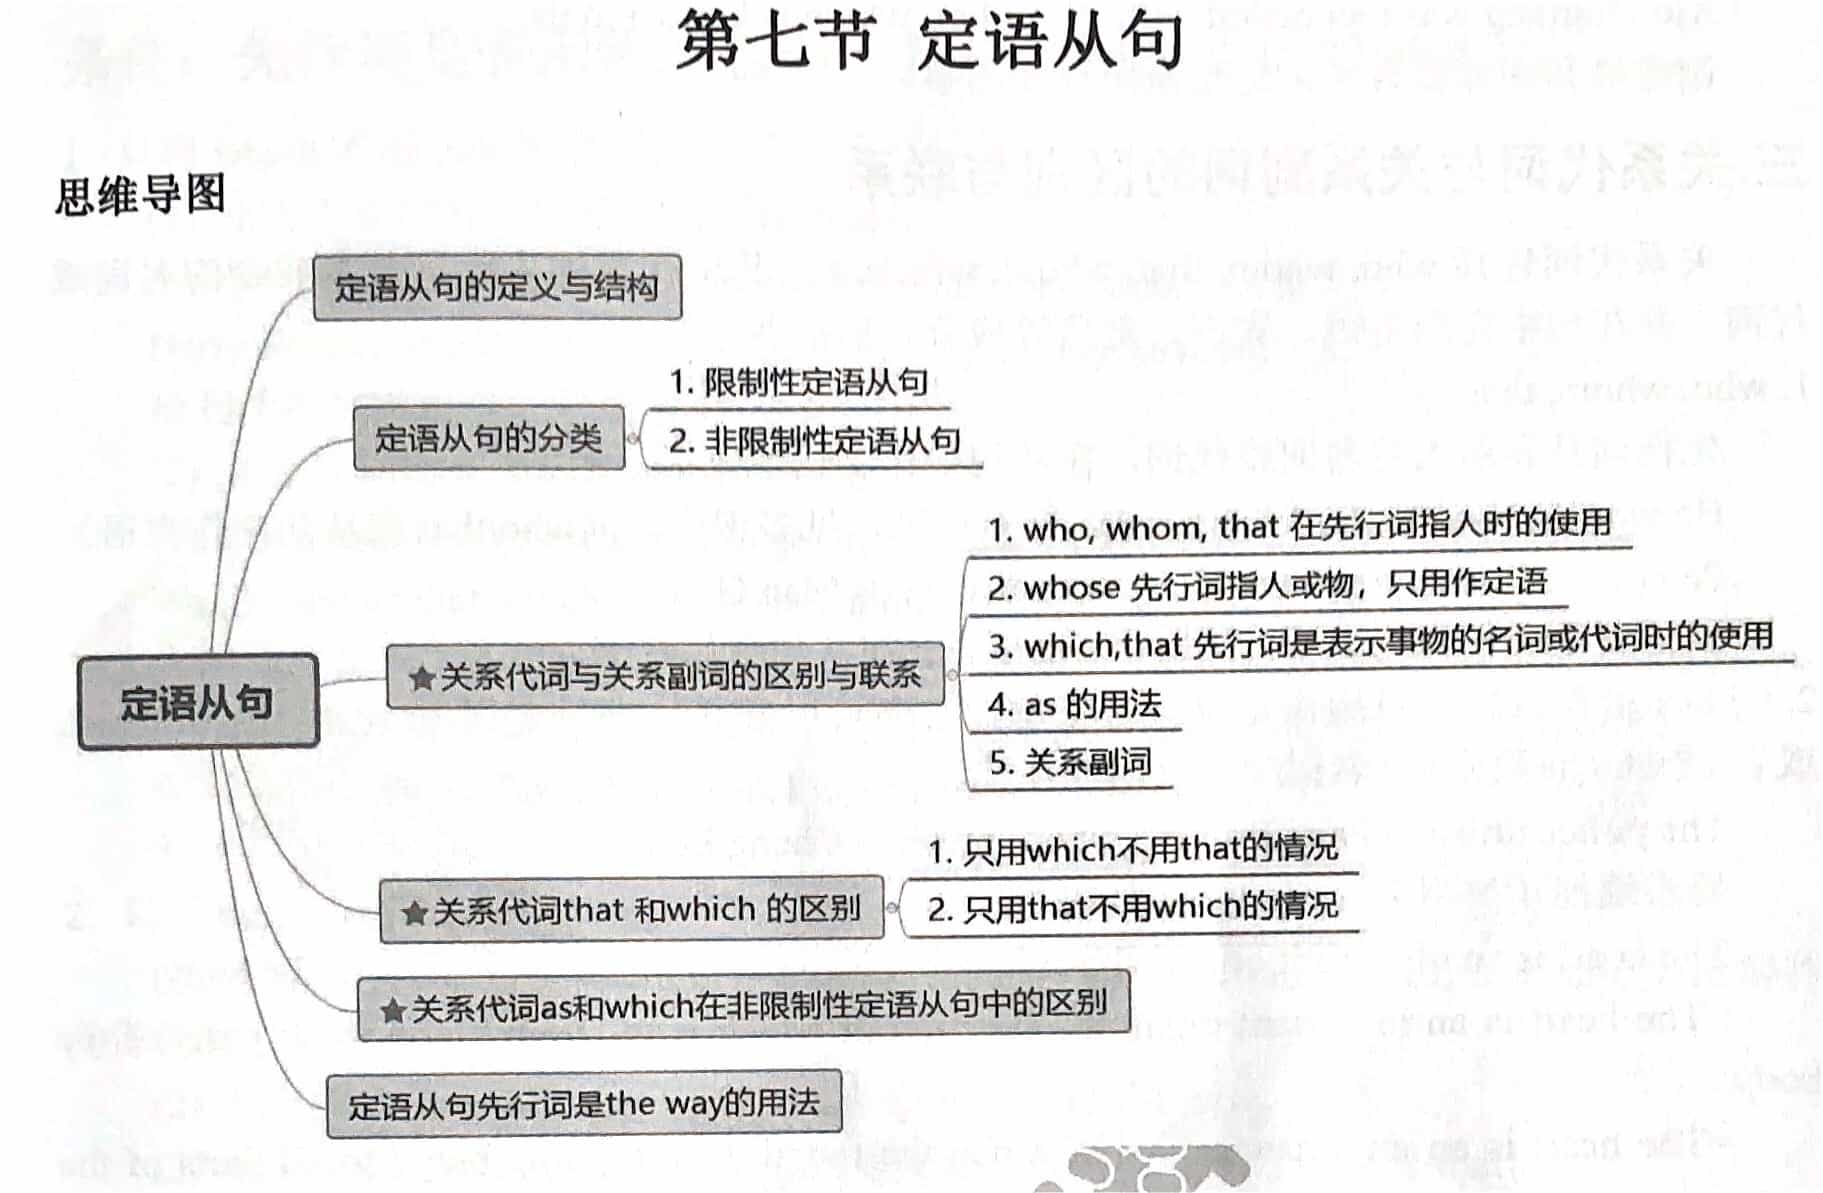 第七节 定语从句
思维导图
定语从句的定义与结构
定语从句的分类
1. 限制性定语从句
2. 非限制性定语从句
定语从句
★关系代词与关系副词的区别与联系
1. who, whom, that 在先行词指人时的使用
2. whose 先行词指人或物，只用作定语
3. which,that 先行词是表示事物的名词或代词时的使用
4. as 的用法
5. 关系副词
★关系代词that 和which 的区别
1. 只用which不用that的情况
2. 只用that不用which的情况
★关系代词as和which在非限制性定语从句中的区别
定语从句先行词是the way的用法